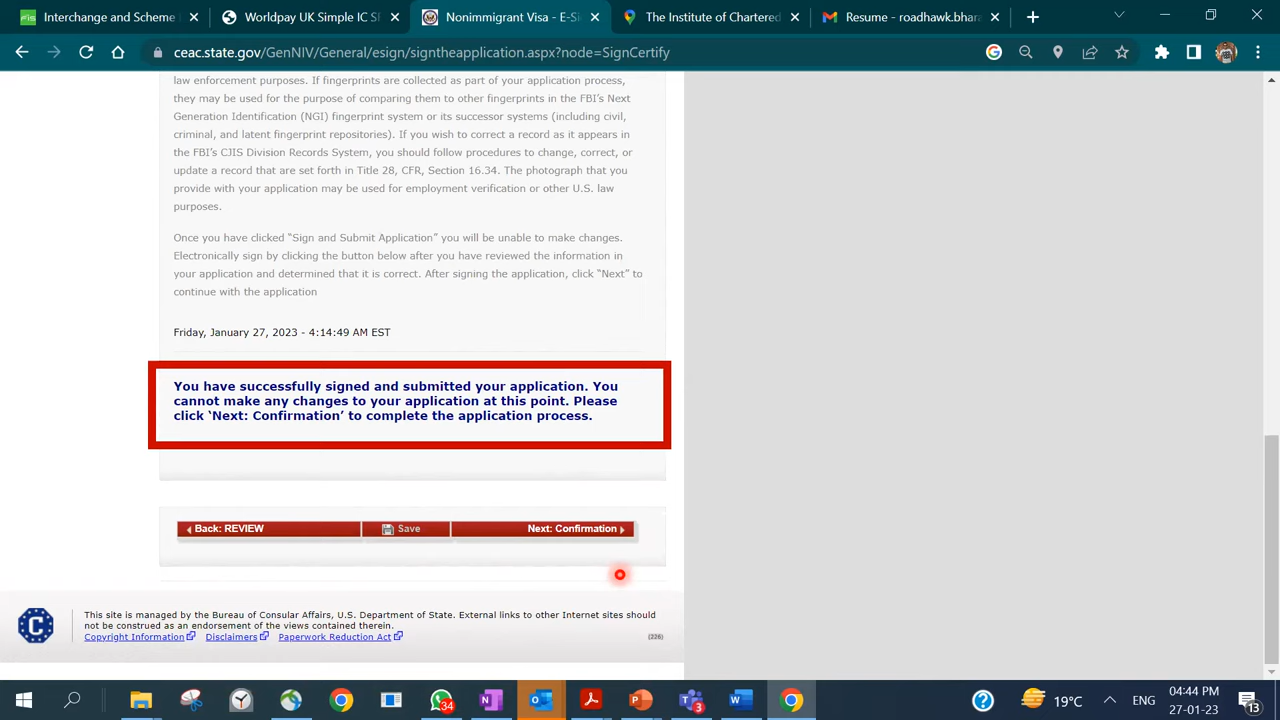 Interchange and Scheme
Worldpay UK Simple IC
Nonimmigrant Visa - E-Si
The Institute of Chartered
Resume - roadhawk.bhara
ceac.state.gov/GenNIV/General/esign/signtheapplication.aspx?node=SignCertify
law enforcement purposes. If fingerprints are collected as part of your application process,
they may be used for the purpose of comparing them to other fingerprints in the FBI's Next
Generation Identification (NGI) fingerprint system or its successor systems (including civil,
criminal, and latent fingerprint repositories). If you wish to correct a record as it appears in
the FBI's CJIS Division Records System, you should follow procedures to change, correct, or
update a record that are set forth in Title 28, CFR, Section 16.34. The photograph that you
provide with your application may be used for employment verification or other U.S. law
purposes.
Once you have clicked "Sign and Submit Application" you will be unable to make changes.
Electronically sign by clicking the button below after you have reviewed the information in
your application and determined that it is correct. After signing the application, click "Next" to
continue with the application
Friday, January 27, 2023 - 4:14:49 AM EST
You have successfully signed and submitted your application. You
cannot make any changes to your application at this point. Please
click 'Next: Confirmation' to complete the application process.
Back: REVIEW Save Next: Confirmation
This site is managed by the Bureau of Consular Affairs, U.S. Department of State. External links to other Internet sites should
not be construed as an endorsement of the views contained therein.
Copyright Information Disclaimers Paperwork Reduction Act
(226)
34
3
19°C
ENG
04:44 PM
27-01-23
13